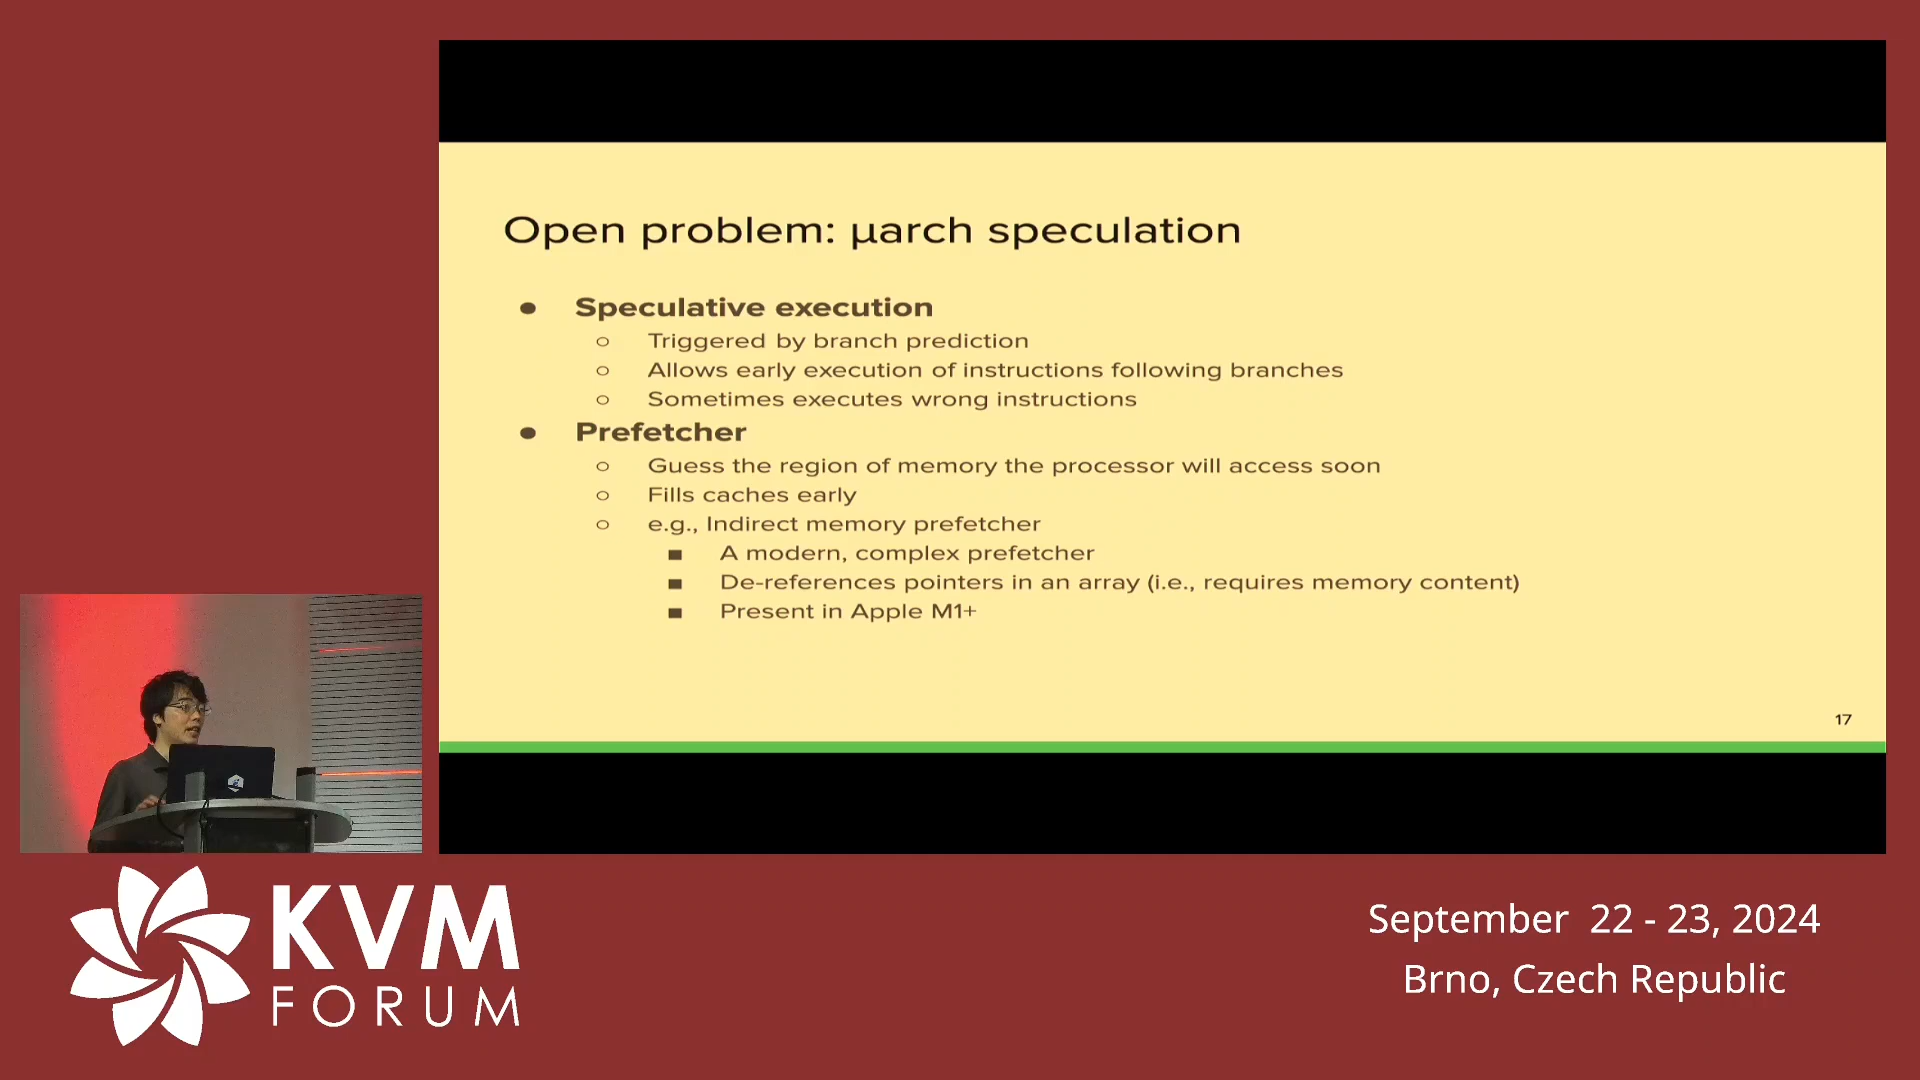 Open problem: µarch speculation
● Speculative execution
○ Triggered by branch prediction
○ Allows early execution of instructions following branches
○ Sometimes executes wrong instructions
● Prefetcher
○ Guess the region of memory the processor will access soon
○ Fills caches early
○ e.g., Indirect memory prefetcher
■ A modern, complex prefetcher
■ De-references pointers in an array (i.e., requires memory content)
■ Present in Apple M1+
17
KVM
FORUM
September 22 - 23, 2024
Brno, Czech Republic